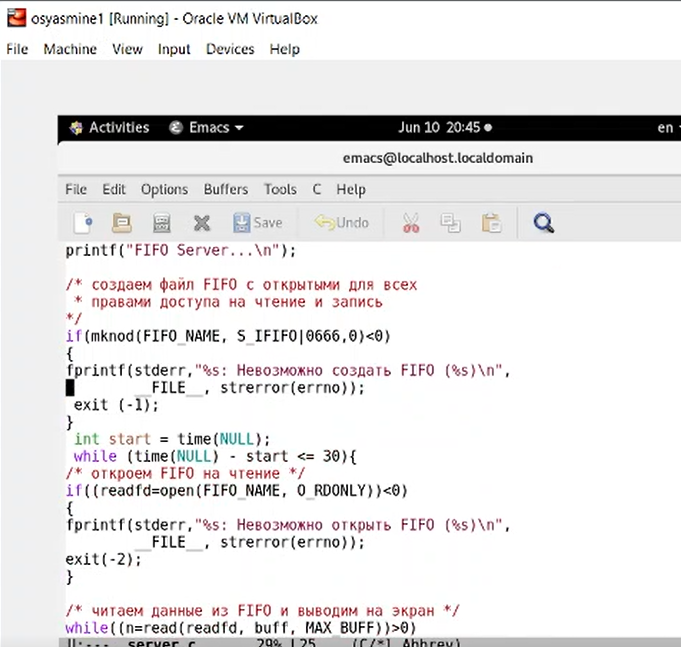 osyasmine1 [Running] - Oracle VM VirtualBox
File Machine View Input Devices Help
Activities Emacs Jun 10 20:45 en
emacs@localhost.localdomain
File Edit Options Buffers Tools C Help
Save Undo
printf("FIFO Server...\n");
/* создаем файл FIFO с открытыми для всех
* правами доступа на чтение и запись
*/
if(mknod(FIFO_NAME, S_IFIFO|0666,0)<0)
{
fprintf(stderr,"%s: Невозможно создать FIFO (%s)\n",
__FILE__, strerror(errno));
exit (-1);
}
int start = time(NULL);
while (time(NULL) - start <= 30){
/* откроем FIFO на чтение */
if((readfd=open(FIFO_NAME, O_RDONLY))<0)
{
fprintf(stderr,"%s: Невозможно открыть FIFO (%s)\n",
__FILE__, strerror(errno));
exit(-2);
}
/* читаем данные из FIFO и выводим на экран */
while((n=read(readfd, buff, MAX_BUFF))>0)
U:--- server.c 29% L25 (C/*l Abbrev)